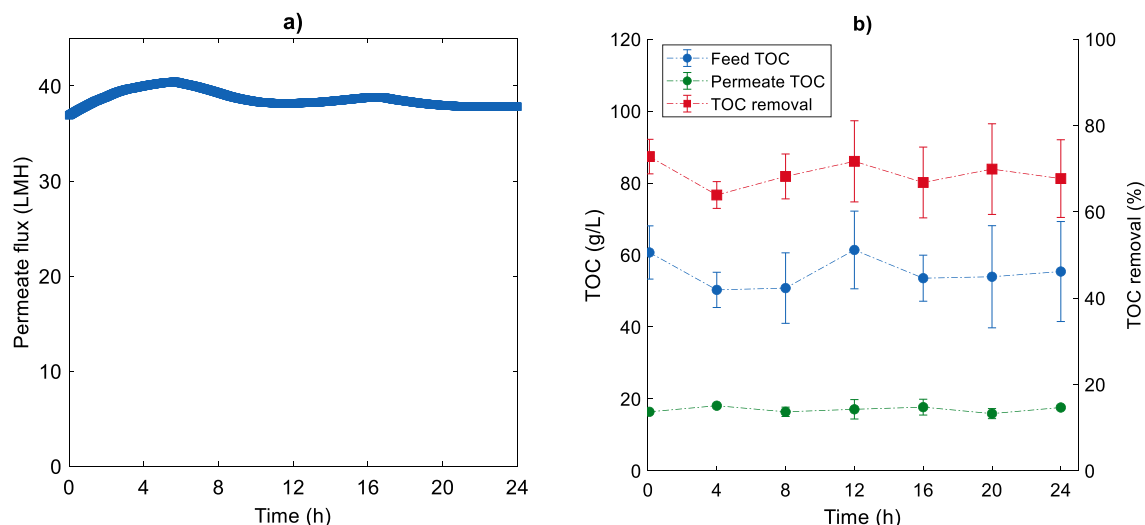 a)
40
30
20
10
0
0 4 8 12 16 20 24
Permeate flux (LMH)
Time (h)
b)
Feed TOC
Permeate TOC
TOC removal
120
100
80
60
40
20
0
0 4 8 12 16 20 24
100
80
60
40
20
0
TOC (g/L)
TOC removal (%)
Time (h)